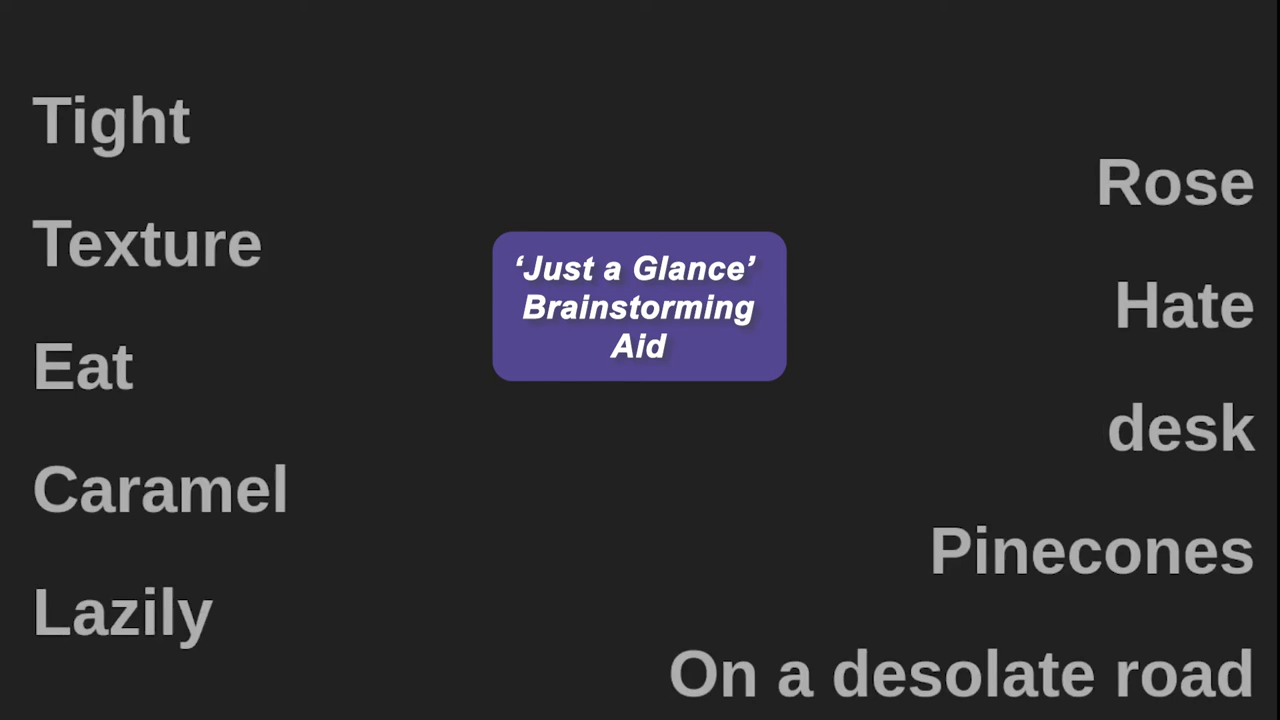 Tight
Texture
Eat
Caramel
Lazily
‘Just a Glance’
Brainstorming
Aid
Rose
Hate
desk
Pinecones
On a desolate road